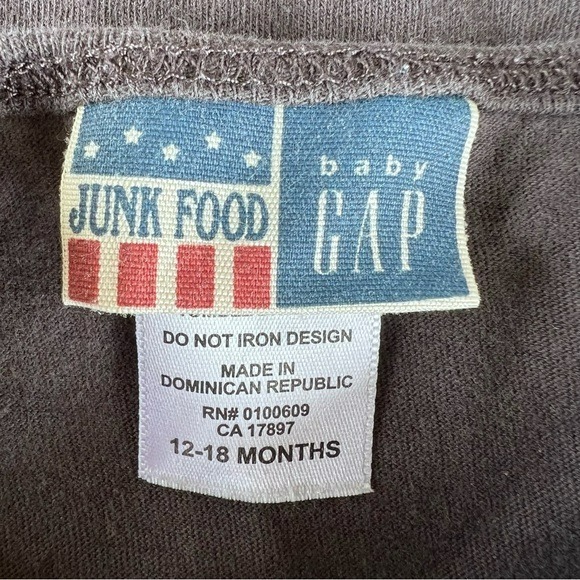 JUNK FOOD
baby
GAP
DO NOT IRON DESIGN
MADE IN
DOMINICAN REPUBLIC
RN# 0100609
CA 17897
12-18 MONTHS